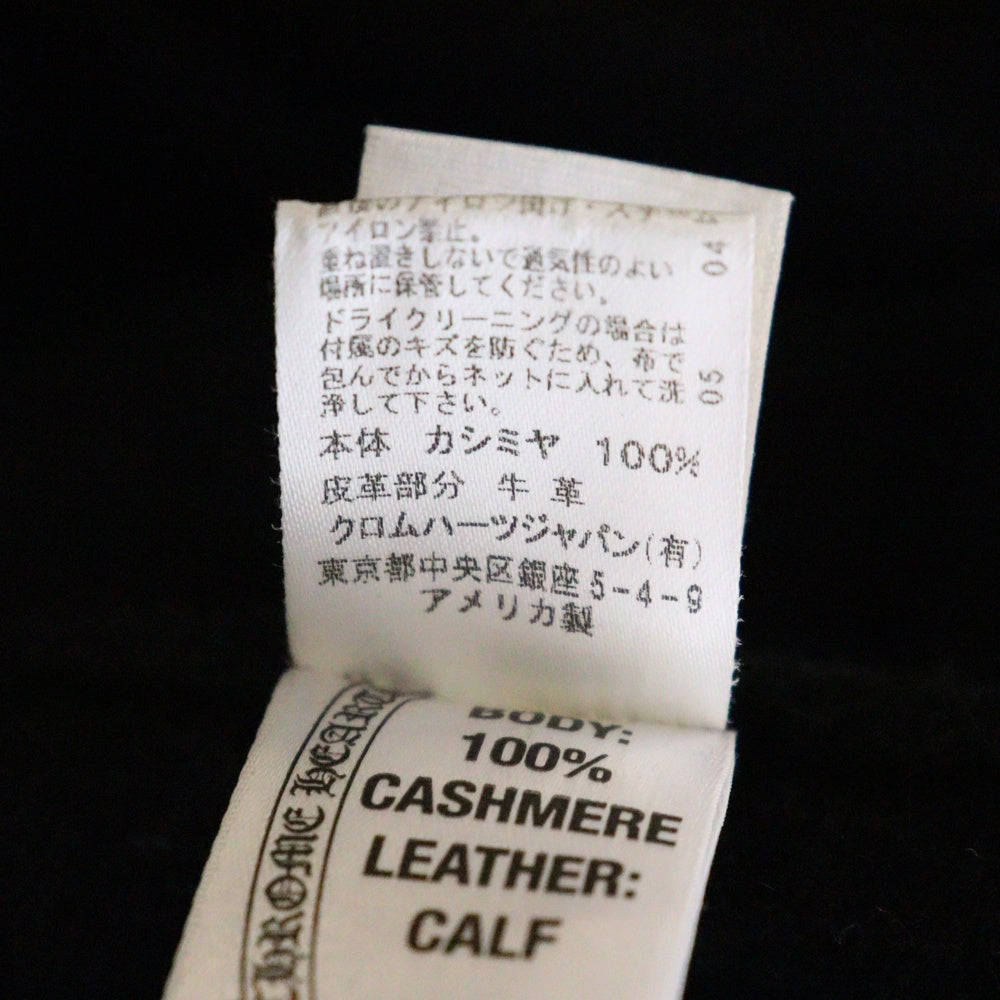 アイロン禁止。
重ね置きしないで通気性のよい
場所に保管してください。
ドライクリーニングの場合は
付属のキズを防ぐため、布で
包んでからネットに入れて洗
浄して下さい。
本体 カシミヤ 100%
皮革部分 牛革
クロムハーツジャパン(有)
東京都中央区銀座5-4-9
アメリカ製
04
05
BODY:
100%
CASHMERE
LEATHER:
CALF
CHROME HEART